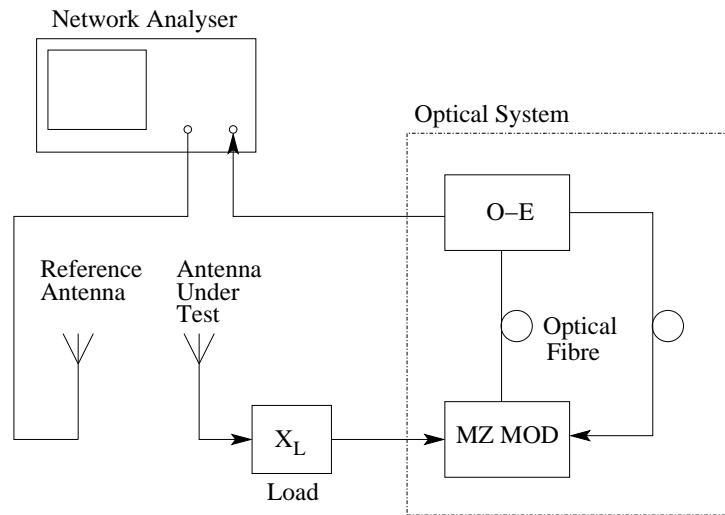 Network Analyser
Optical System
O–E
Reference
Antenna
Antenna
Under
Test
Optical
Fibre
X_L
MZ MOD
Load